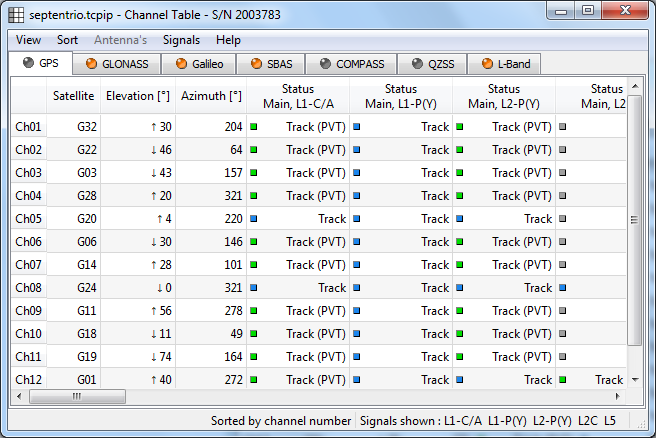 septentrio.tcpip - Channel Table - S/N 2003783
View Sort Antenna's Signals Help
GPS GLONASS Galileo SBAS COMPASS QZSS L-Band
Satellite Elevation [°] Azimuth [°] Status Main, L1-C/A Status Main, L1-P(Y) Status Main, L2-P(Y) Status Main, L2
Ch01 G32 ↑ 30 204 Track (PVT) Track Track (PVT)
Ch02 G22 ↓ 46 64 Track (PVT) Track Track (PVT)
Ch03 G03 ↓ 43 157 Track (PVT) Track Track (PVT)
Ch04 G28 ↑ 20 321 Track (PVT) Track Track (PVT)
Ch05 G20 ↑ 4 220 Track Track Track
Ch06 G06 ↓ 30 146 Track (PVT) Track Track (PVT)
Ch07 G14 ↑ 28 101 Track (PVT) Track Track (PVT)
Ch08 G24 ↓ 0 321 Track Track Track
Ch09 G11 ↑ 56 278 Track (PVT) Track Track (PVT)
Ch10 G18 ↓ 11 49 Track (PVT) Track Track (PVT)
Ch11 G19 ↓ 74 164 Track (PVT) Track Track (PVT)
Ch12 G01 ↑ 40 272 Track (PVT) Track Track Track
Sorted by channel number Signals shown : L1-C/A L1-P(Y) L2-P(Y) L2C L5